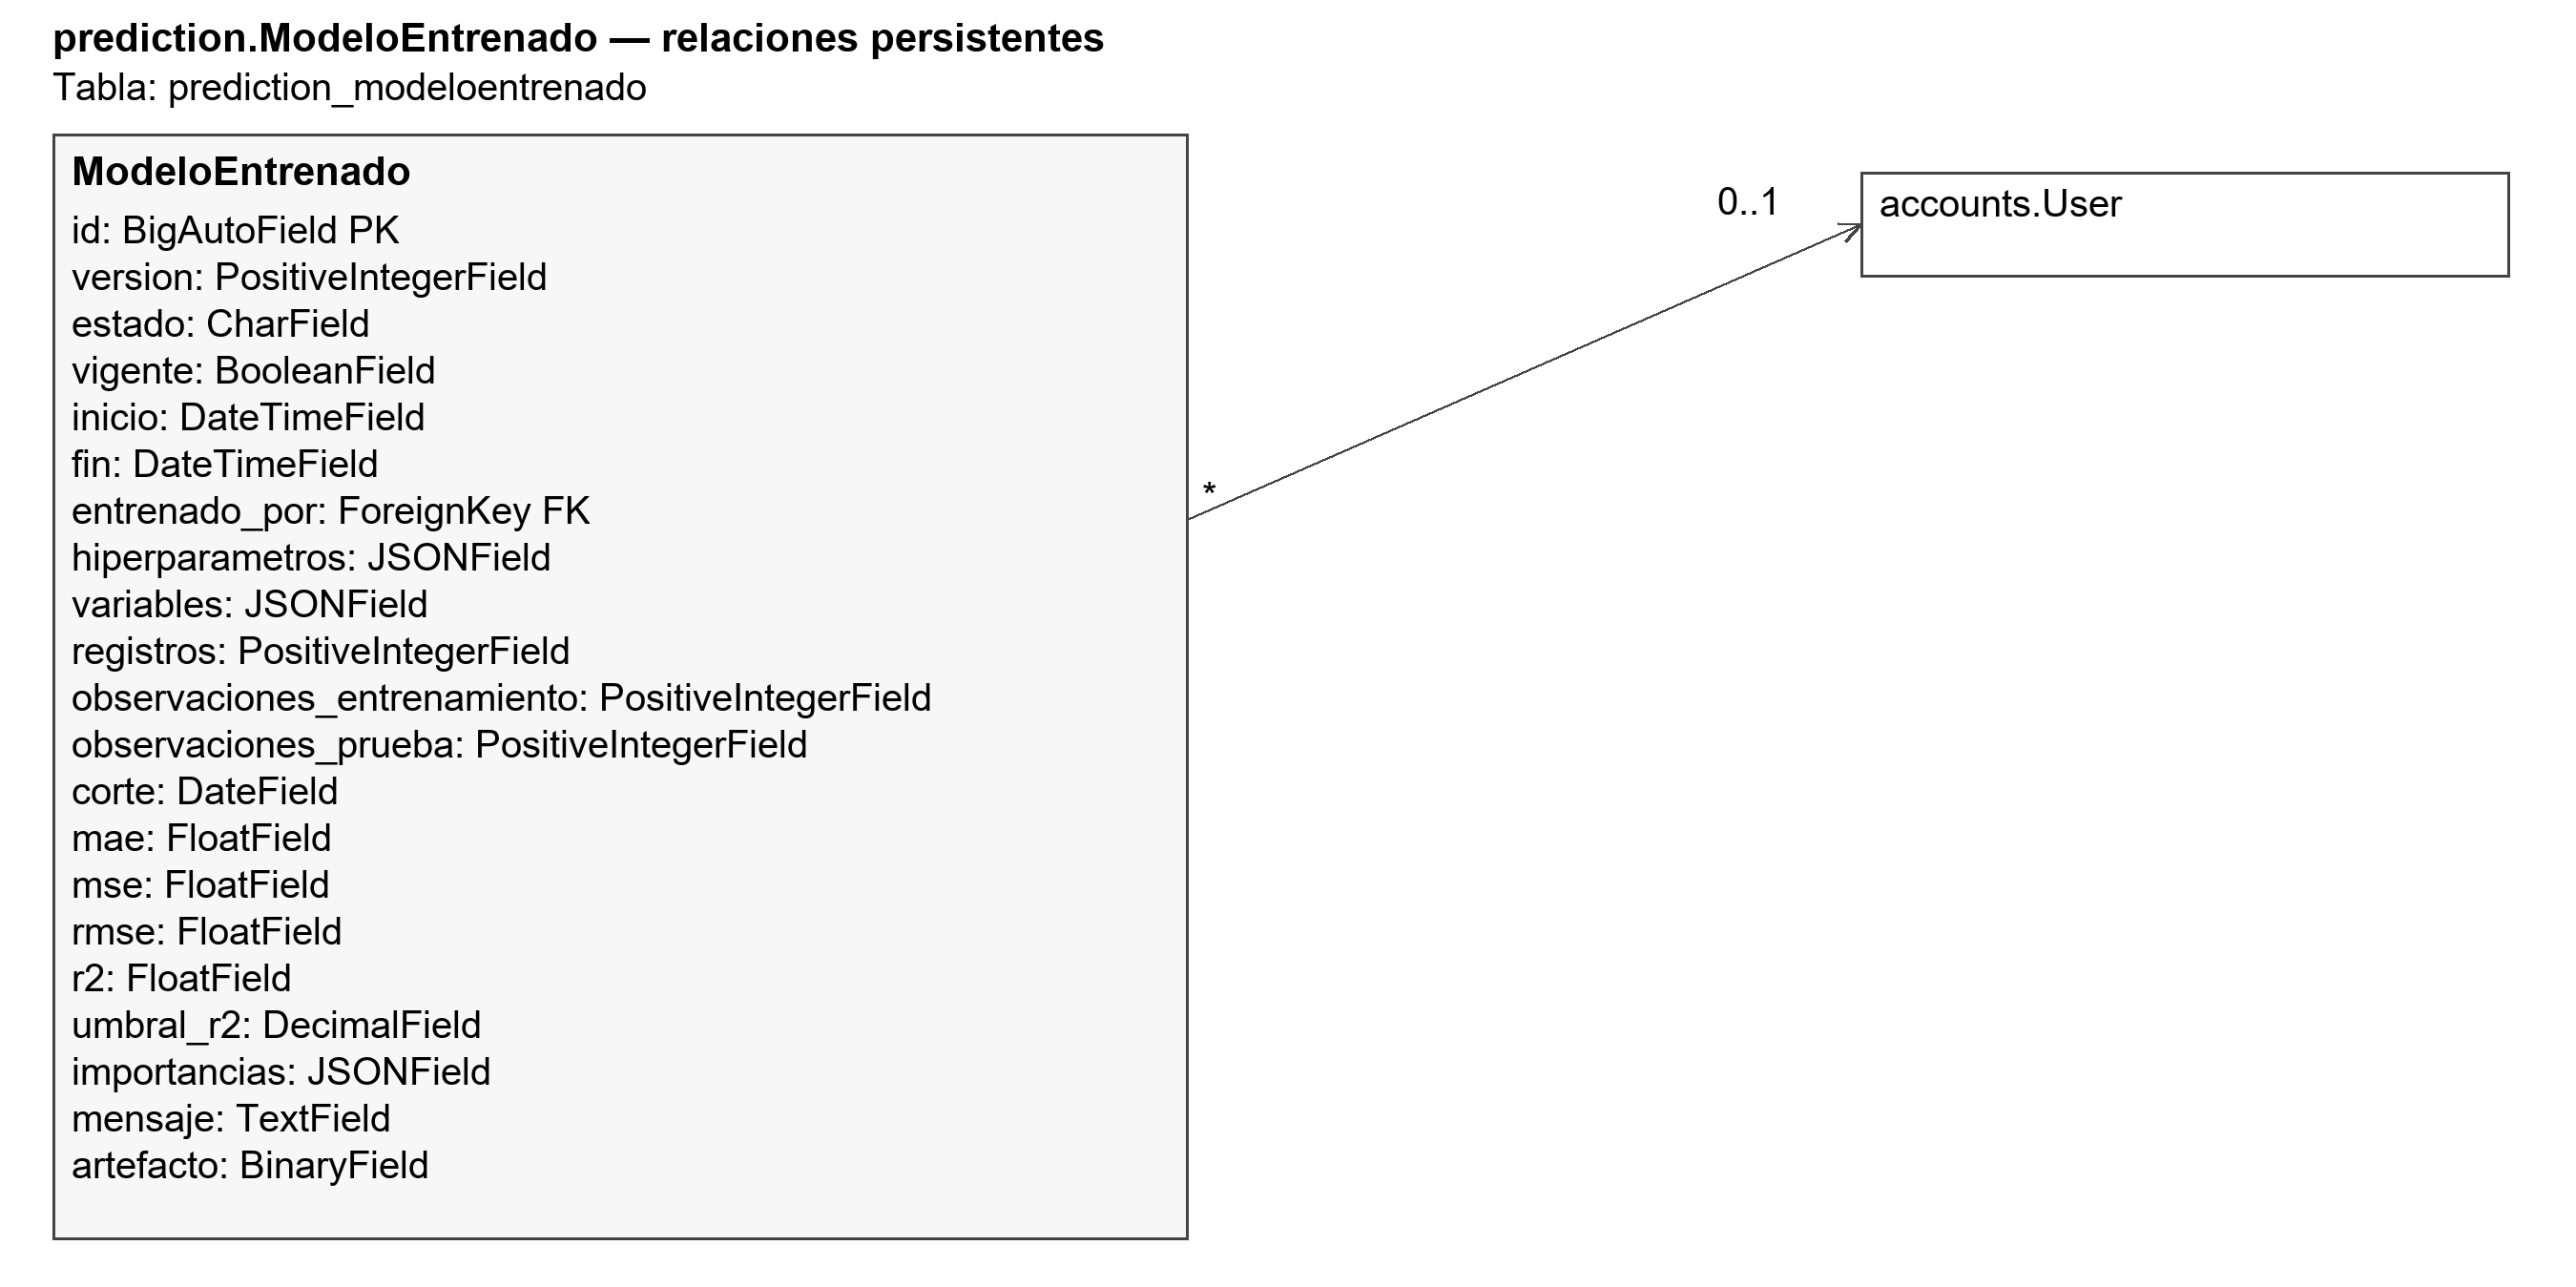 prediction.ModeloEntrenado — relaciones persistentes
Tabla: prediction_modeloentrenado
ModeloEntrenado
id: BigAutoField PK
version: PositiveIntegerField
estado: CharField
vigente: BooleanField
inicio: DateTimeField
fin: DateTimeField
entrenado_por: ForeignKey FK
hiperparametros: JSONField
variables: JSONField
registros: PositiveIntegerField
observaciones_entrenamiento: PositiveIntegerField
observaciones_prueba: PositiveIntegerField
corte: DateField
mae: FloatField
mse: FloatField
rmse: FloatField
r2: FloatField
umbral_r2: DecimalField
importancias: JSONField
mensaje: TextField
artefacto: BinaryField
*
0..1
accounts.User